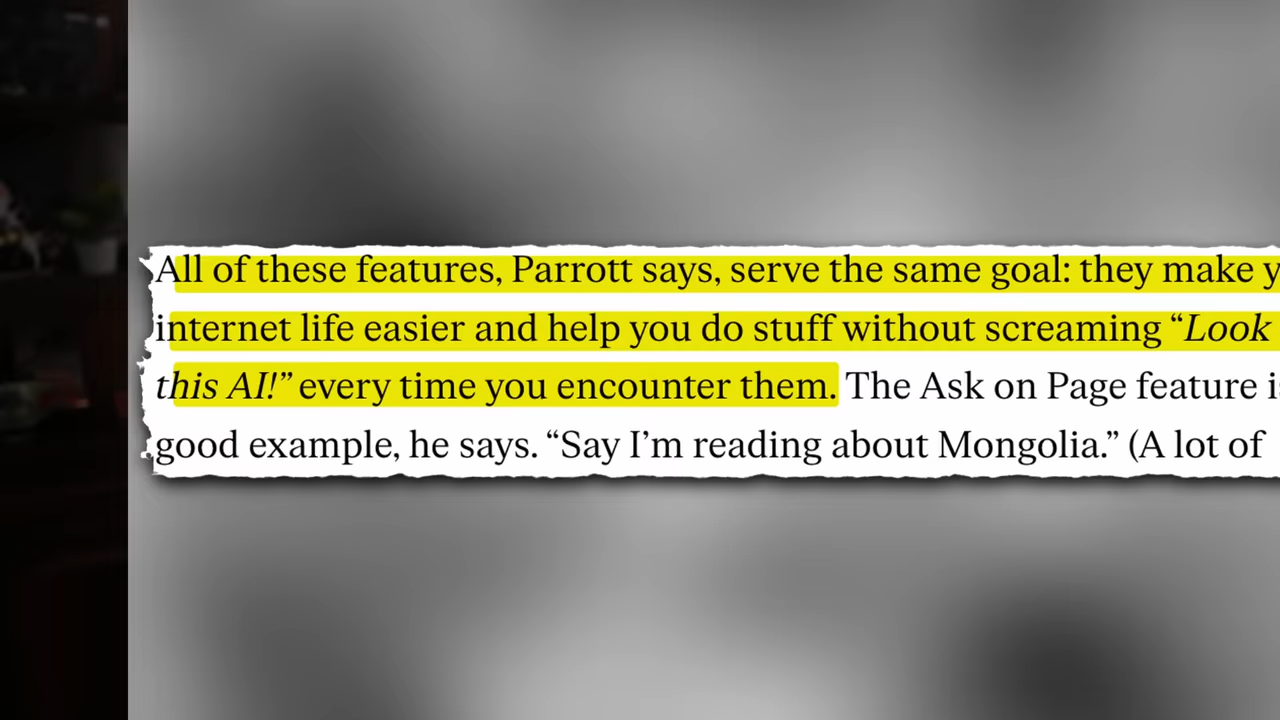 All of these features, Parrott says, serve the same goal: they make
internet life easier and help you do stuff without screaming “Look
this AI!” every time you encounter them. The Ask on Page feature
good example, he says. “Say I’m reading about Mongolia.” (A lot of